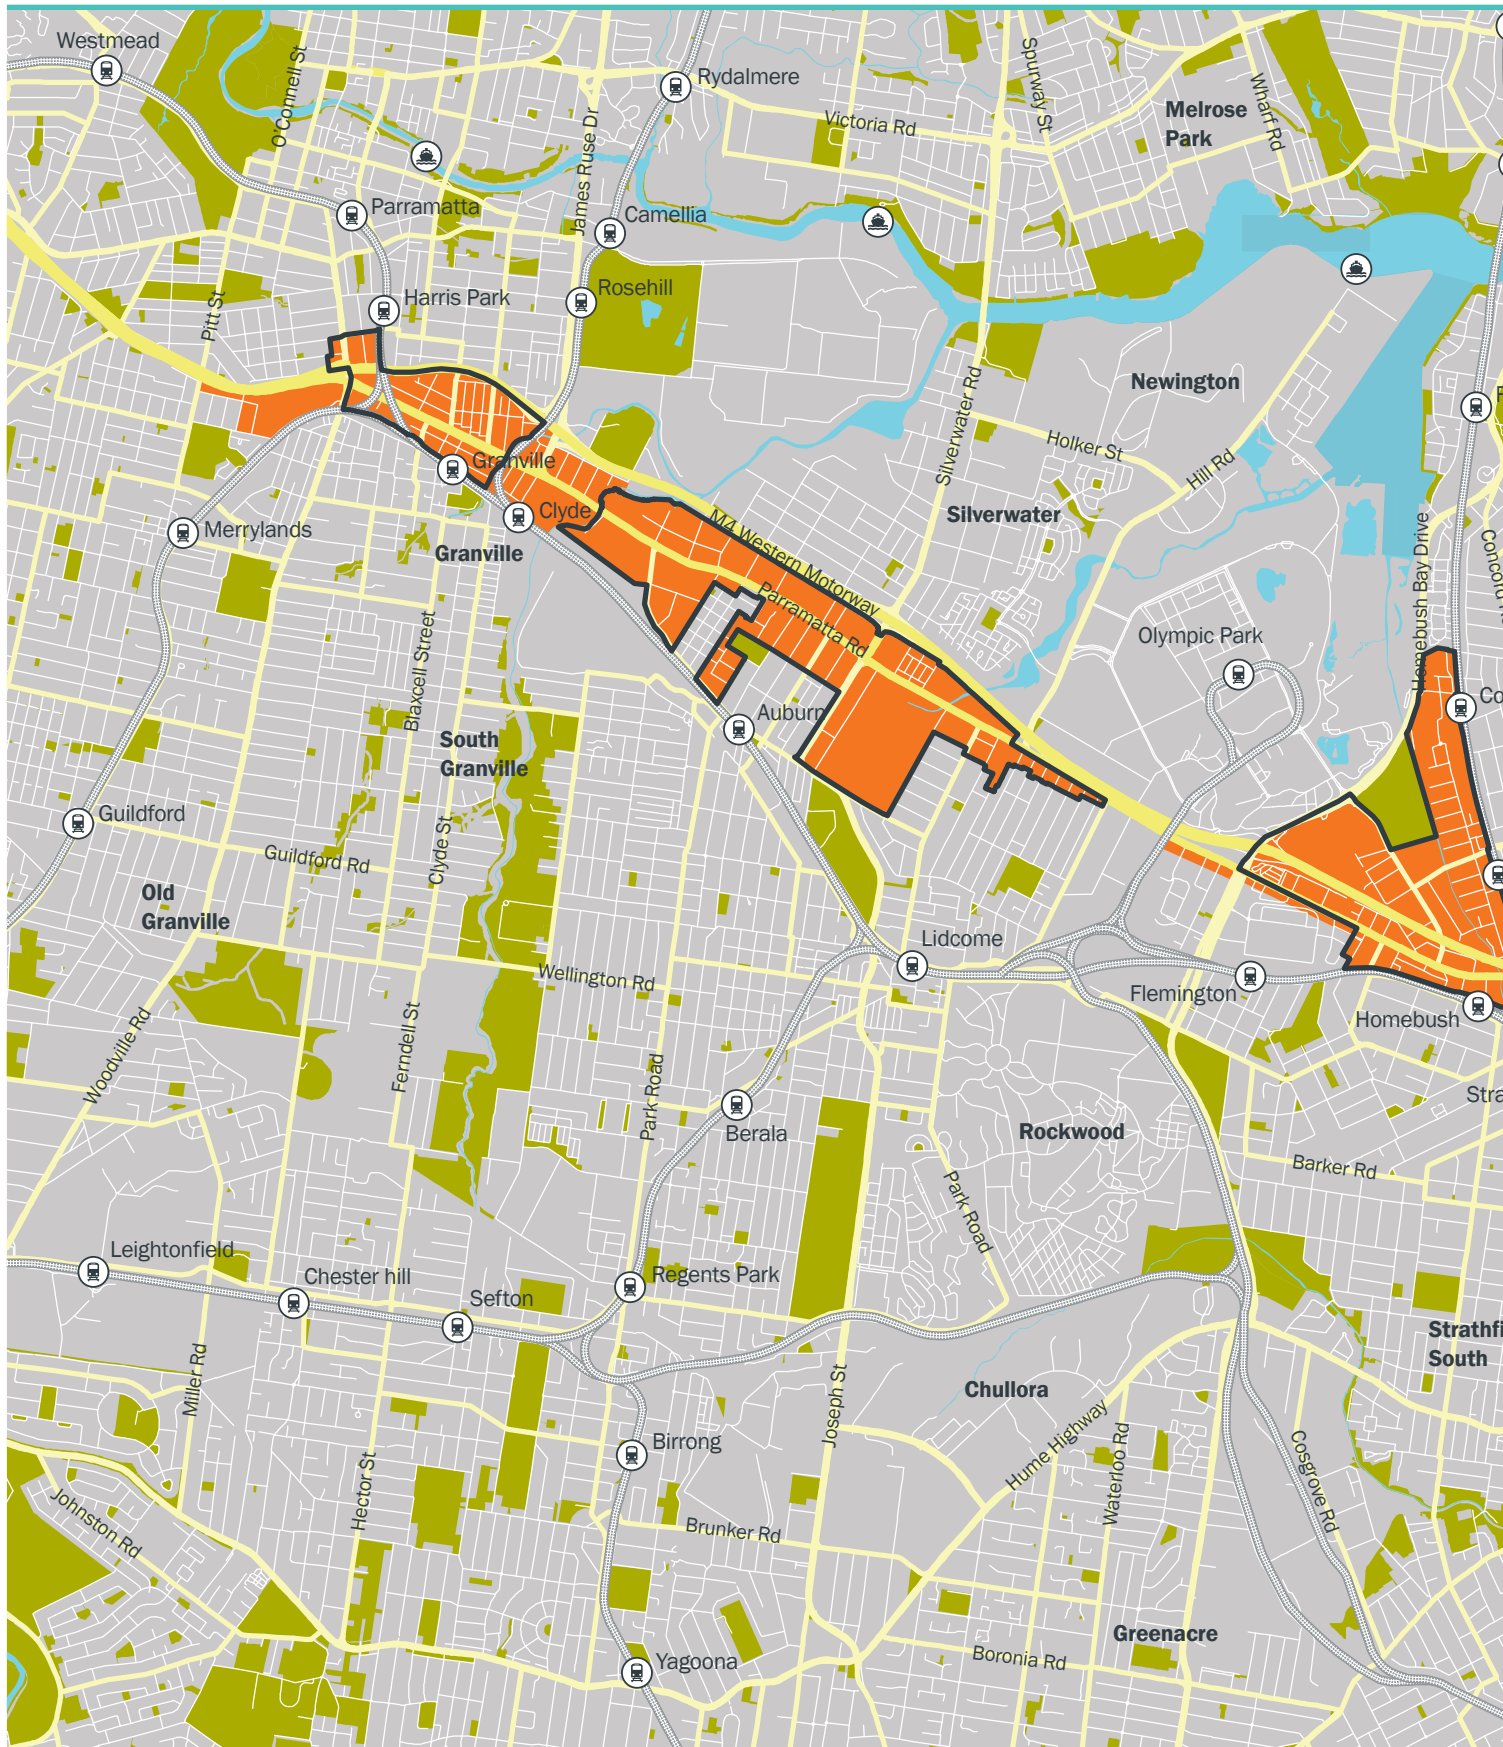 Westmead
O'Connell St
James Ruse Dr
Rydalmere
Victoria Rd
Spurway St
Melrose
Park
Wharf Rd
Parramatta
Camellia
Pitt St
Harris Park
Rosehill
Newington
Silverwater Rd
Holker St
Hill Rd
Granville
Clyde
Merrylands
Granville
M4 Western Motorway
Silverwater
Homebush Bay Drive
Parramatta Rd
Olympic Park
Blaxcell Street
Auburn
South
Granville
Guildford
Clyde St
Guildford Rd
Old
Granville
Lidcome
Wellington Rd
Flemington
Homebush
Woodville Rd
Ferndell St
Park Road
Berala
Rockwood
Barker Rd
Park Road
Leightonfield
Chester hill
Sefton
Regents Park
South
Miller Rd
Joseph St
Chullora
Hume Highway
Waterloo Rd
Cosgrove Rd
Birrong
Hector St
Johnston Rd
Brunker Rd
Greenacre
Boronia Rd
Yagoona